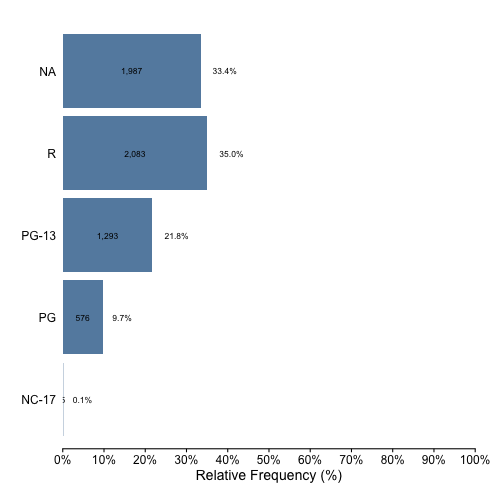 NA 1,987 33.4%
R 2,083 35.0%
PG-13 1,293 21.8%
PG 576 9.7%
NC-17 5 0.1%
0% 10% 20% 30% 40% 50% 60% 70% 80% 90% 100%
Relative Frequency (%)